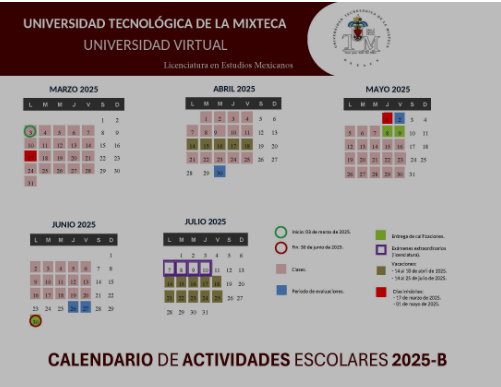 UNIVERSIDAD TECNOLÓGICA DE LA MIXTECA
UNIVERSIDAD VIRTUAL
Licenciatura en Estudios Mexicanos
MARZO 2025
L M M J V S D
1 2
3 4 5 6 7 8 9
10 11 12 13 14 15 16
18 19 20 21 22 23
24 25 26 27 28 29 30
31
ABRIL 2025
L M M J V S D
1 2 3 4 5 6
7 8 9 10 11 12 13
14 15 16 17 18 19 20
21 22 23 24 25 26 27
28 29 30
MAYO 2025
L M M J V S D
1 2 3 4
5 6 7 8 9 10 11
12 13 14 15 16 17 18
19 20 21 22 23 24 25
26 27 28 29 30 31
JUNIO 2025
L M M J V S D
1
2 3 4 5 6 7 8
9 10 11 12 13 14 15
16 17 18 19 20 21 22
23 24 25 26 27 28 29
30
JULIO 2025
L M M J V S D
1 2 3 4 5 6
7 8 9 10 11 12 13
14 15 16 17 18 19 20
21 22 23 24 25 26 27
28 29 30 31
Inicio: 03 de marzo de 2025.
Fin: 30 de junio de 2025.
Clases.
Periodo de evaluaciones.
Entrega de calificaciones.
Exámenes extraordinarios
(licenciatura).
Vacaciones:
- 14 al 18 de abril de 2025.
- 14 al 25 de julio de 2025.
Días inhábiles:
- 17 de marzo de 2025.
- 01 de mayo de 2025.
CALENDARIO DE ACTIVIDADES ESCOLARES 2025-B